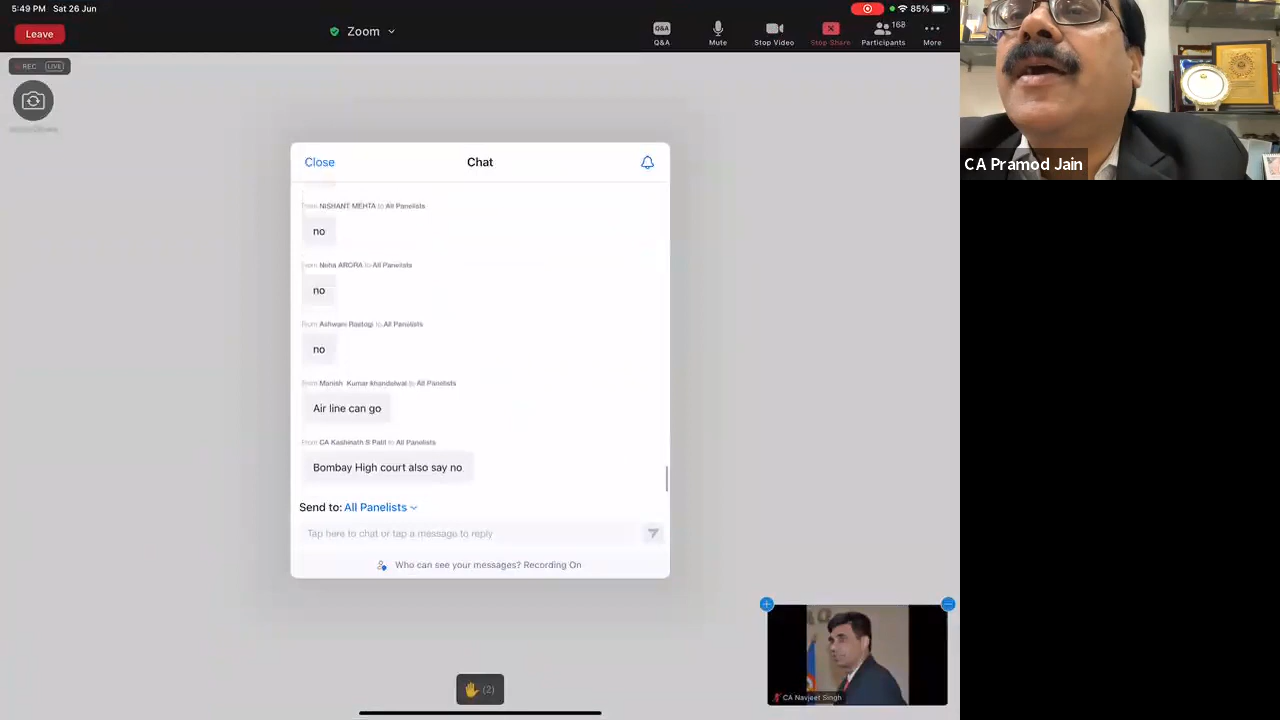 5:49 PM Sat 26 Jun
85%
Leave
Zoom
Q&A
Mute
Stop Video
Stop Share
168
Participants
More
REC LIVE
Close
Chat
From NISHANT MEHTA to All Panelists
no
From Neha ARORA to All Panelists
no
From Ashwani Rastogi to All Panelists
no
From Manish Kumar khandelwal to All Panelists
Air line can go
From CA Kashinath S Patil to All Panelists
Bombay High court also say no
Send to: All Panelists
Tap here to chat or tap a message to reply
Who can see your messages? Recording On
(2)
CA Navjeet Singh
CA Pramod Jain